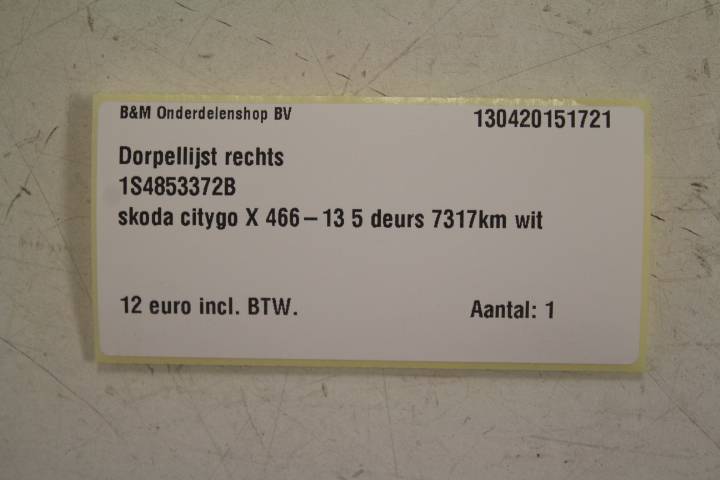 B&M Onderdelenshop BV 130420151721
Dorpellijst rechts
1S4853372B
skoda citygo X 466–13 5 deurs 7317km wit
12 euro incl. BTW. Aantal: 1